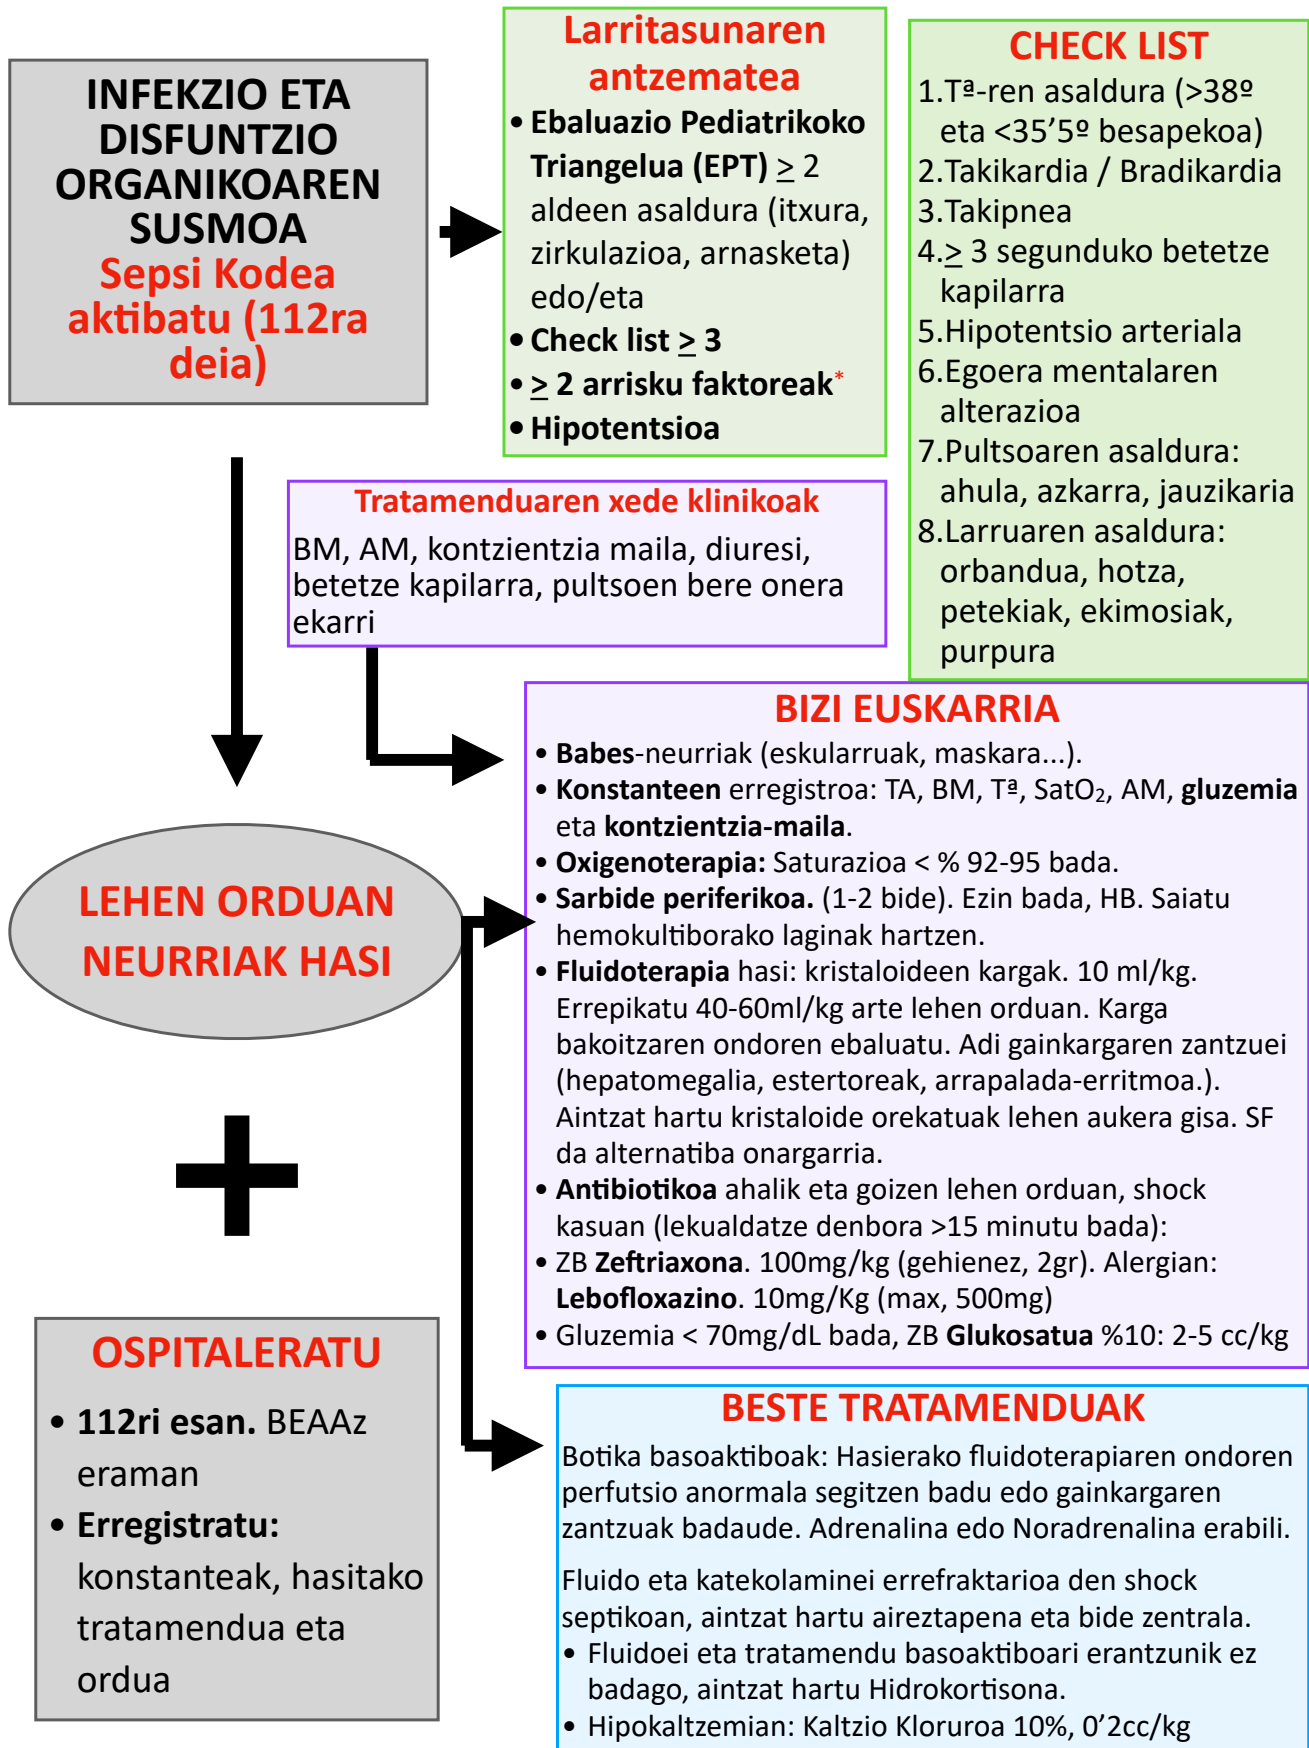 INFEKZIO ETA
DISFUNTZIO
ORGANIKOAREN
SUSMOA
Sepsi Kodea
aktibatu (112ra
deia)
Larritasunaren
antzematea
• Ebaluazio Pediatrikoko
Triangelua (EPT) ≥ 2
aldeen asaldura (itxura,
zirkulazioa, arnasketa)
edo/eta
• Check list ≥ 3
• ≥ 2 arrisku faktoreak*
• Hipotentsioa
CHECK LIST
1.Tª-ren asaldura (>38º
eta <35’5º besapekoa)
2.Takikardia / Bradikardia
3.Takipnea
4.≥ 3 segunduko betetze
kapilarra
5.Hipotentsio arteriala
6.Egoera mentalaren
alterazioa
7.Pultsoaren asaldura:
ahula, azkarra, jauzikaria
8.Larruaren asaldura:
orbandua, hotza,
petekiak, ekimosiak,
purpura
Tratamenduaren xede klinikoak
BM, AM, kontzientzia maila, diuresi,
betetze kapilarra, pultsoen bere onera
ekarri
LEHEN ORDUAN
NEURRIAK HASI
BIZI EUSKARRIA
• Babes-neurriak (eskularruak, maskara...).
• Konstanteen erregistroa: TA, BM, Tª, SatO₂, AM, gluzemia
eta kontzientzia-maila.
• Oxigenoterapia: Saturazioa < % 92-95 bada.
• Sarbide periferikoa. (1-2 bide). Ezin bada, HB. Saiatu
hemokultiborako laginak hartzen.
• Fluidoterapia hasi: kristaloideen kargak. 10 ml/kg.
Errepikatu 40-60ml/kg arte lehen orduan. Karga
bakoitzaren ondoren ebaluatu. Adi gainkargaren zantzuei
(hepatomegalia, estertoreak, arrapalada-erritmoa.).
Aintzat hartu kristaloide orekatuak lehen aukera gisa. SF
da alternatiba onargarria.
• Antibiotikoa ahalik eta goizen lehen orduan, shock
kasuan (lekualdatze denbora >15 minutu bada):
• ZB Zeftriaxona. 100mg/kg (gehienez, 2gr). Alergian:
Lebofloxazino. 10mg/Kg (max, 500mg)
• Gluzemia < 70mg/dL bada, ZB Glukosatua %10: 2-5 cc/kg
+
OSPITALERATU
• 112ri esan. BEAAz
eraman
• Erregistratu:
konstanteak, hasitako
tratamendua eta
ordua
BESTE TRATAMENDUAK
Botika basoaktiboak: Hasierako fluidoterapiaren ondoren
perfutsio anormala segitzen badu edo gainkargaren
zantzuak badaude. Adrenalina edo Noradrenalina erabili.
Fluido eta katekolaminei errefraktarioa den shock
septikoan, aintzat hartu aireztapena eta bide zentrala.
• Fluidoei eta tratamendu basoaktiboari erantzunik ez
badago, aintzat hartu Hidrokortisona.
• Hipokaltzemian: Kaltzio Kloruroa 10%, 0’2cc/kg